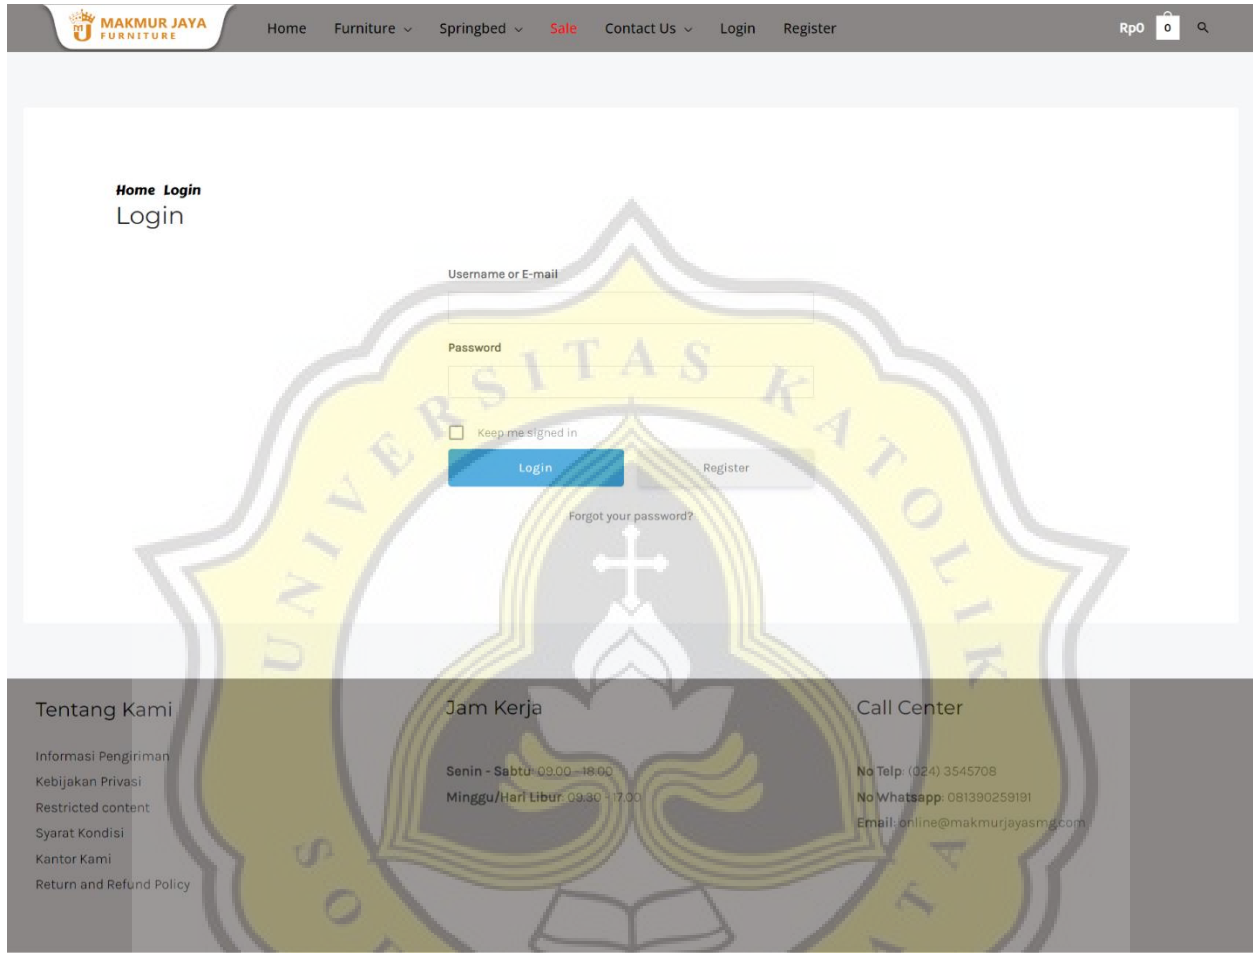 MAKMUR JAYA
FURNITURE
Home Furniture Springbed Sale Contact Us Login Register
Rp0 0
Home Login
Login
Username or E-mail
Password
Keep me signed in
Login Register
Forgot your password?
UNIVERSITAS KATOLIK
Tentang Kami
Informasi Pengiriman
Kebijakan Privasi
Restricted content
Syarat Kondisi
Kantor Kami
Return and Refund Policy
Jam Kerja
Senin - Sabtu: 09.00 - 18.00
Minggu/Hari Libur: 09.30 - 17.00
Call Center
No Telp: (024) 3545708
No Whatsapp: 081390259191
Email: online@makmurjayasmg.com